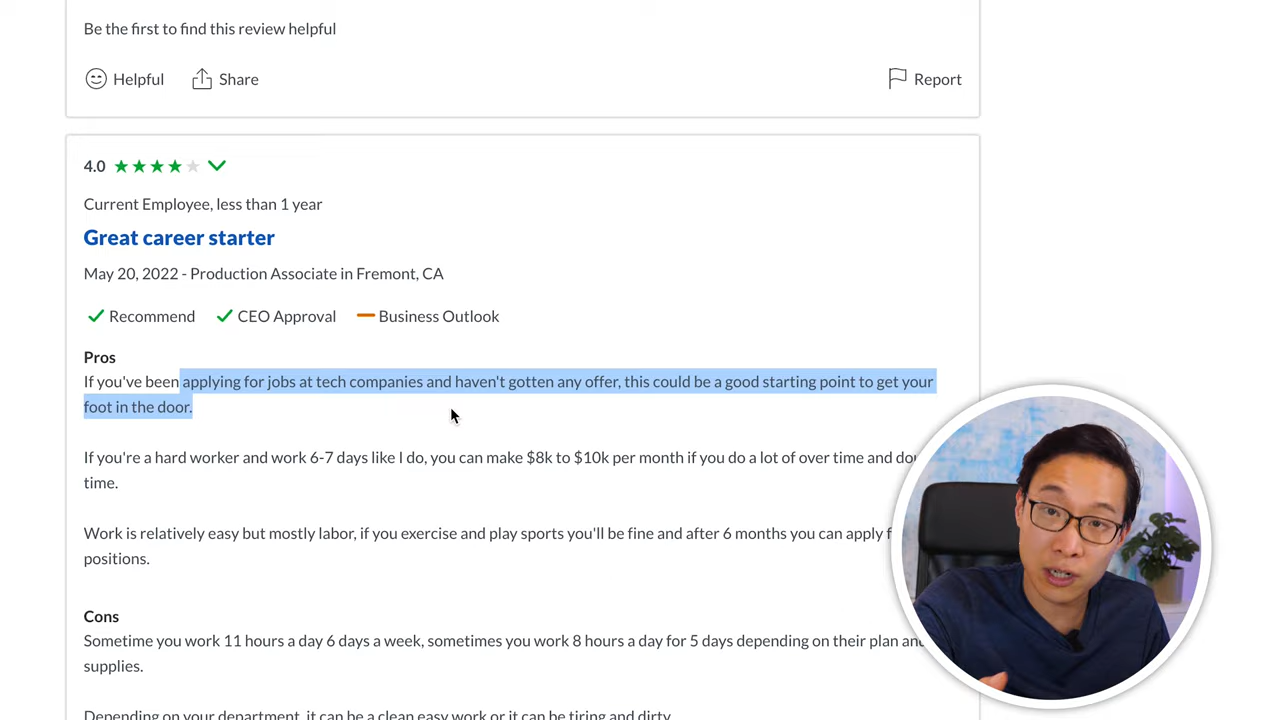 Be the first to find this review helpful
Helpful Share Report
4.0
Current Employee, less than 1 year
Great career starter
May 20, 2022 - Production Associate in Fremont, CA
Recommend CEO Approval Business Outlook
Pros
If you've been applying for jobs at tech companies and haven't gotten any offer, this could be a good starting point to get your
foot in the door.
If you're a hard worker and work 6-7 days like I do, you can make $8k to $10k per month if you do a lot of over time and
time.
Work is relatively easy but mostly labor, if you exercise and play sports you'll be fine and after 6 months you can apply
positions.
Cons
Sometime you work 11 hours a day 6 days a week, sometimes you work 8 hours a day for 5 days depending on their plan and
supplies.
Depending on your department, it can be a clean easy work or it can be tiring and dirty